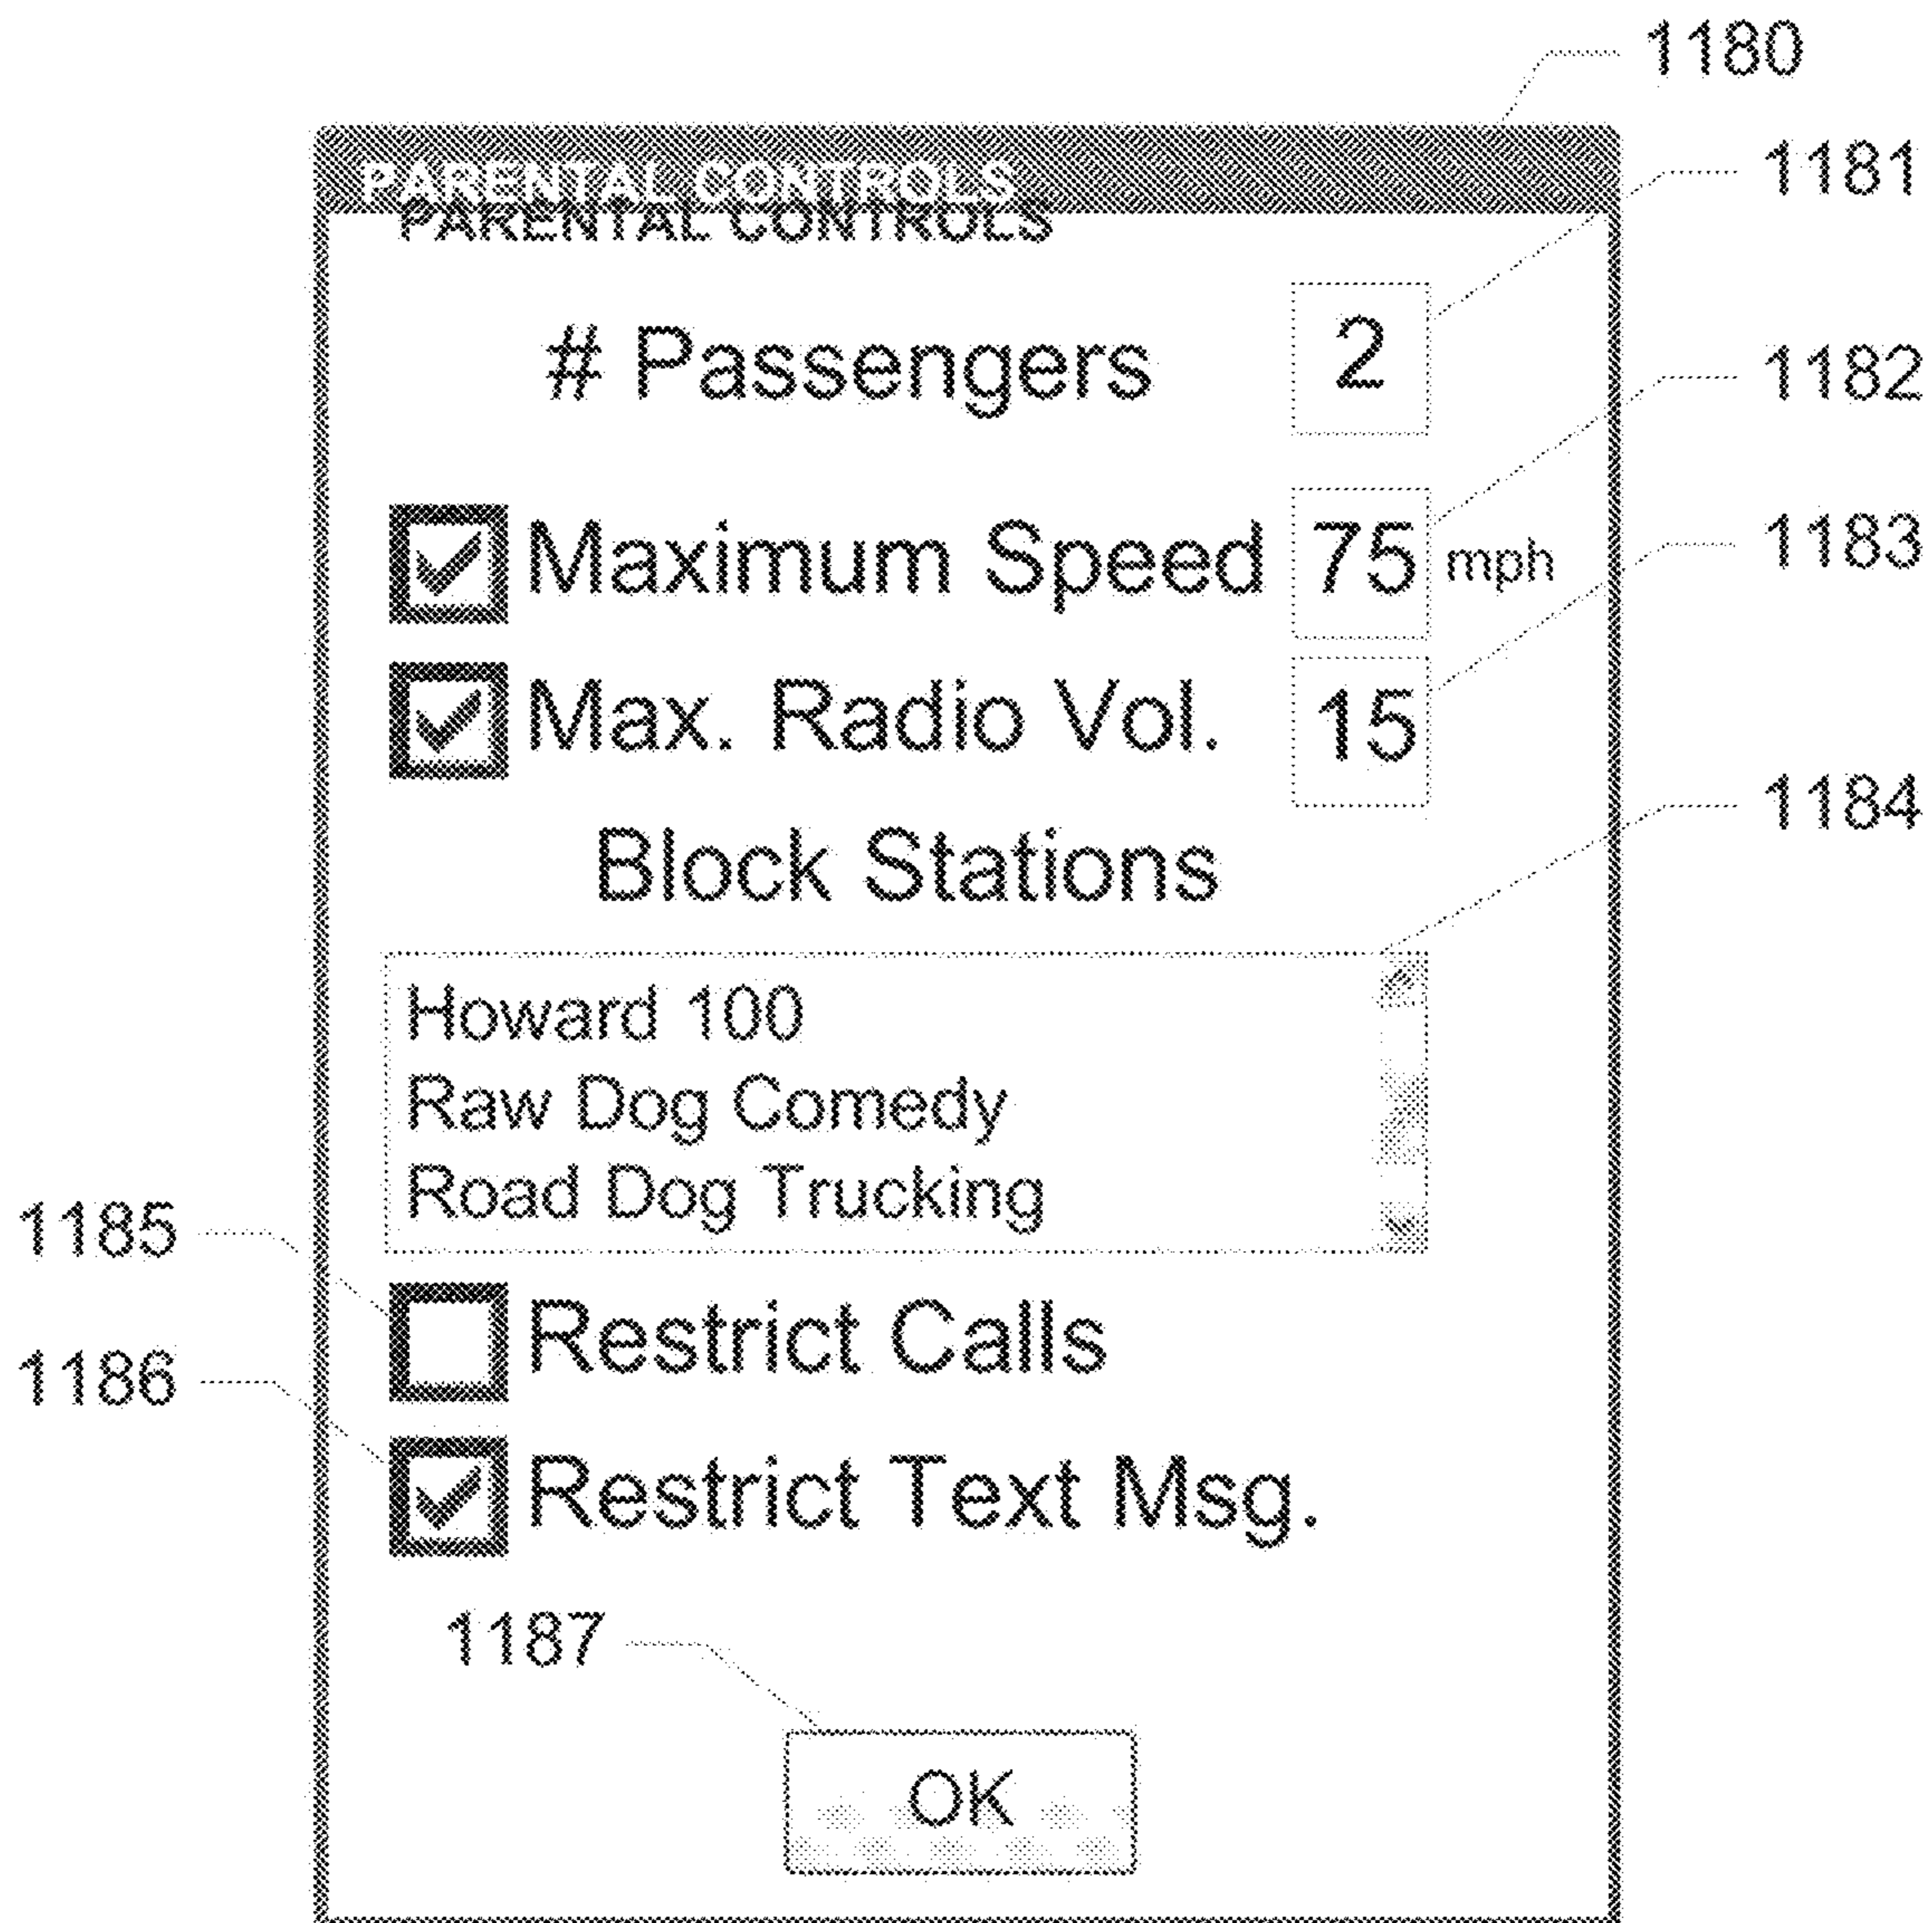 1180
PARENTAL CONTROLS
PARENTAL CONTROLS
1181
# Passengers 2
1182
Maximum Speed 75 mph
1183
Max. Radio Vol. 15
1184
Block Stations
Howard 100
Raw Dog Comedy
Road Dog Trucking
1185
Restrict Calls
1186
Restrict Text Msg.
1187
OK